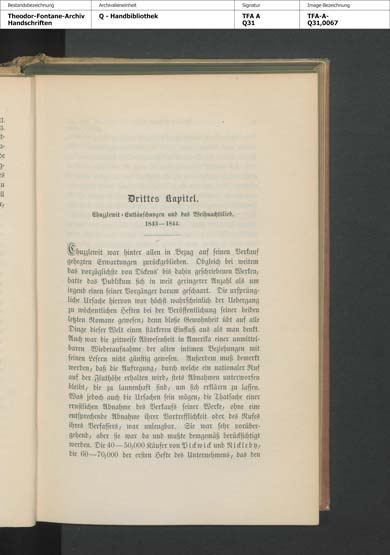 Bestandsbezeichnung
Archivalieneinheit
Signatur
Image-Bezeichnung
Theodor-Fontane-Archiv
Handschriften
Q - Handbibliothek
TFA A
Q31
TFA-A-
Q31,0067
Drittes Kapitel.
Chuzzlewit-Enttäuschungen und das Weihnachtslied.
1843—1844.
Chuzzlewit war hinter allen in Bezug auf seinen Verkauf
gehegten Erwartungen zurückgeblieben. Obgleich bei weitem
das vorzüglichste von Dickens' bis dahin geschriebenen Werken,
hatte das Publikum sich in weit geringerer Anzahl als um
irgend einen seiner Vorgänger darum geschaart. Die ursprüng-
liche Ursache hiervon war höchst wahrscheinlich der Uebergang
zu wöchentlichen Heften bei der Veröffentlichung seiner beiden
letzten Romane gewesen; denn bloße Gewohnheit übt auf alle
Dinge dieser Welt einen stärkeren Einfluß aus als man denkt.
Auch war die zeitweise Abwesenheit in Amerika einer unmittel-
baren Wiederaufnahme der alten intimen Beziehungen mit
seinen Lesern nicht günstig gewesen. Außerdem muß bemerkt
werden, daß die Aufregung, durch welche ein nationaler Ruf
auf der Fluthhöhe erhalten wird, stets Abnahmen unterworfen
bleibt, die zu launenhaft sind, um sich erklären zu lassen.
Was jedoch auch die Ursachen sein mögen, die Thatsache einer
ernstlichen Abnahme des Verkaufs seiner Werke, ohne eine
entsprechende Abnahme ihrer Vortrefflichkeit oder des Rufes
ihres Verfassers, war unleugbar. Sie war sehr vorüber-
gehend, aber sie war da und mußte demgemäß berücksichtigt
werden. Die 40—50,000 Käufer von Pickwick und Nickleby,
die 60—70,000 der ersten Hefte des Unternehmens, das den